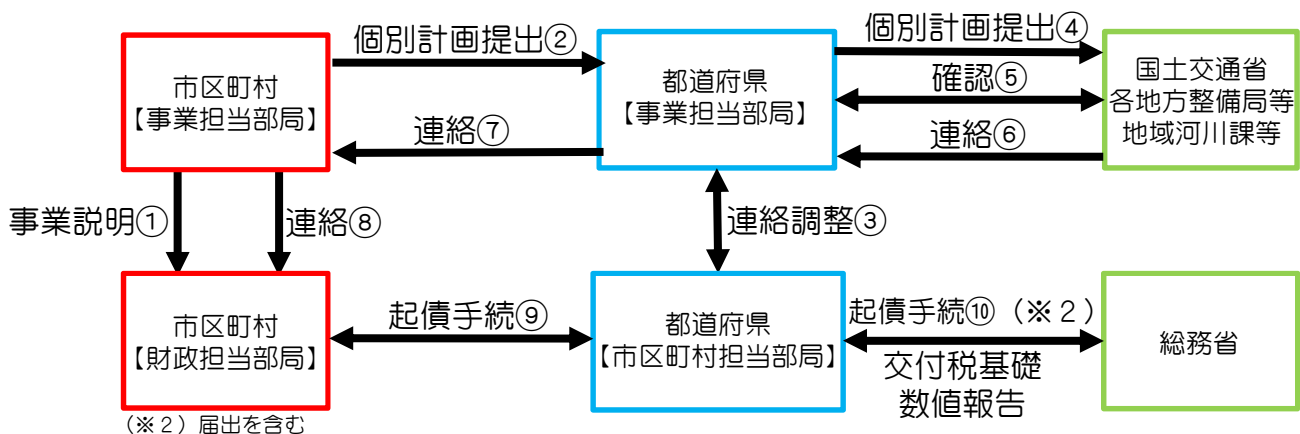 市区町村
【事業担当部局】
個別計画提出②
連絡⑦
都道府県
【事業担当部局】
個別計画提出④
確認⑤
連絡⑥
国土交通省
各地方整備局等
地域河川課等
事業説明①
連絡⑧
連絡調整③
市区町村
【財政担当部局】
起債手続⑨
都道府県
【市区町村担当部局】
起債手続⑩（※２）
交付税基礎
数値報告
総務省
（※２）届出を含む